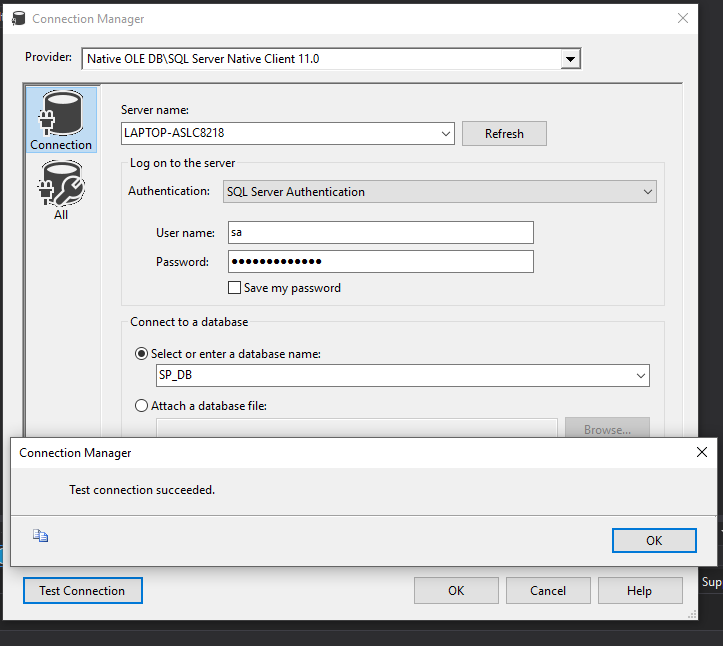 Connection Manager
Provider: Native OLE DB\SQL Server Native Client 11.0
Connection
All
Server name:
LAPTOP-ASLC8218
Refresh
Log on to the server
Authentication: SQL Server Authentication
User name: sa
Password: ●●●●●●●●●●●●●
Save my password
Connect to a database
Select or enter a database name:
SP_DB
Attach a database file:
Browse...
Connection Manager
Test connection succeeded.
OK
Sup
Test Connection
OK
Cancel
Help